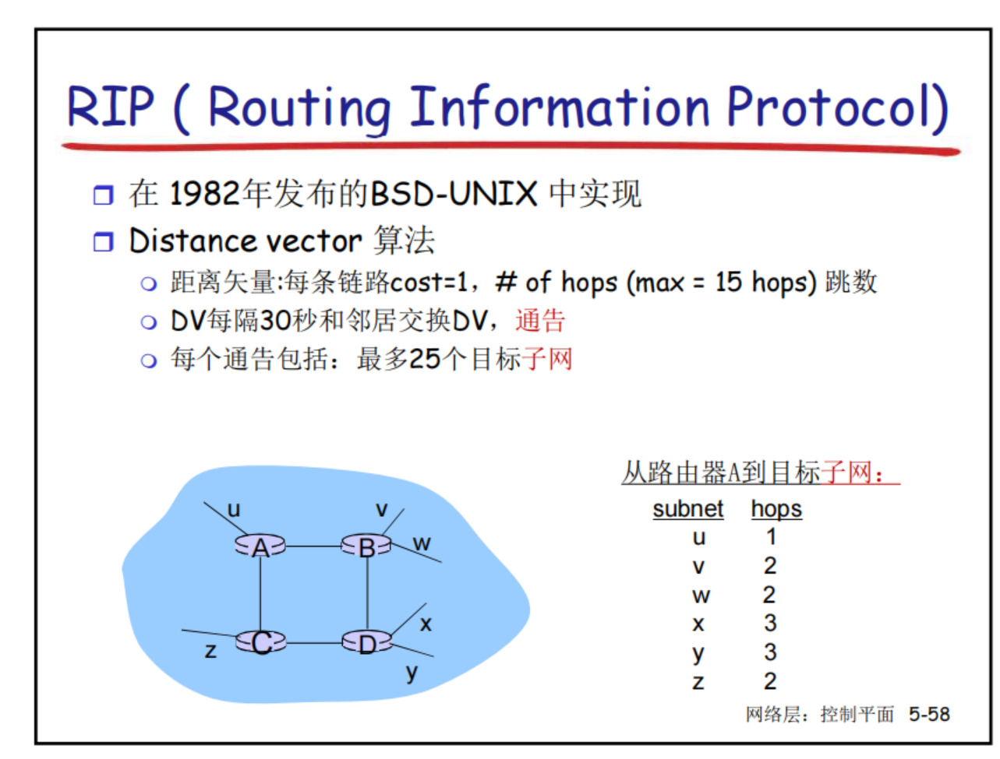 RIP ( Routing Information Protocol)
在 1982年发布的BSD-UNIX 中实现
Distance vector 算法
距离矢量:每条链路cost=1，# of hops (max = 15 hops) 跳数
DV每隔30秒和邻居交换DV，通告
每个通告包括：最多25个目标子网
从路由器A到目标子网：
subnet hops
u 1
v 2
w 2
x 3
y 3
z 2
u
v
A
B
w
x
z
C
D
y
网络层：控制平面 5-58